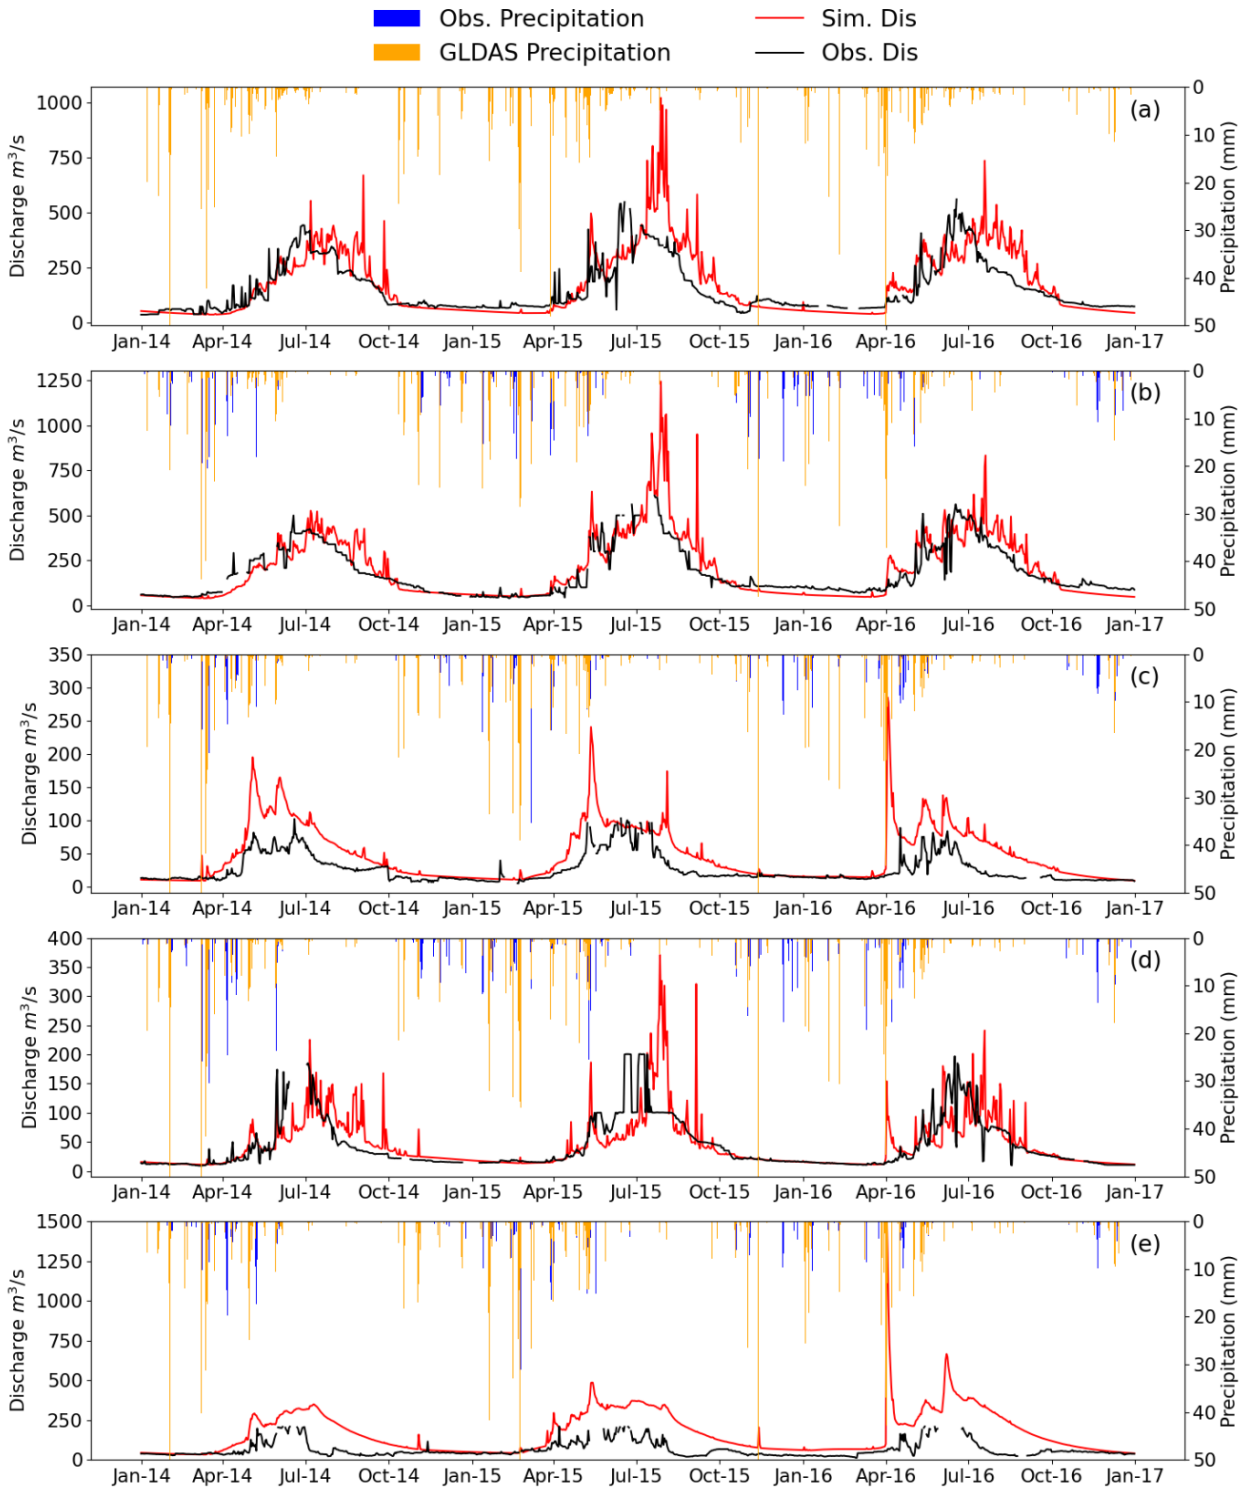 Obs. Precipitation
GLDAS Precipitation
Sim. Dis
Obs. Dis
(a)
Discharge m³/s
1000
750
500
250
0
0
10
20
30
40
50
Precipitation (mm)
Jan-14 Apr-14 Jul-14 Oct-14 Jan-15 Apr-15 Jul-15 Oct-15 Jan-16 Apr-16 Jul-16 Oct-16 Jan-17
(b)
Discharge m³/s
1250
1000
750
500
250
0
0
10
20
30
40
50
Precipitation (mm)
Jan-14 Apr-14 Jul-14 Oct-14 Jan-15 Apr-15 Jul-15 Oct-15 Jan-16 Apr-16 Jul-16 Oct-16 Jan-17
(c)
Discharge m³/s
350
300
250
200
150
100
50
0
0
10
20
30
40
50
Precipitation (mm)
Jan-14 Apr-14 Jul-14 Oct-14 Jan-15 Apr-15 Jul-15 Oct-15 Jan-16 Apr-16 Jul-16 Oct-16 Jan-17
(d)
Discharge m³/s
400
350
300
250
200
150
100
50
0
0
10
20
30
40
50
Precipitation (mm)
Jan-14 Apr-14 Jul-14 Oct-14 Jan-15 Apr-15 Jul-15 Oct-15 Jan-16 Apr-16 Jul-16 Oct-16 Jan-17
(e)
Discharge m³/s
1500
1250
1000
750
500
250
0
0
10
20
30
40
50
Precipitation (mm)
Jan-14 Apr-14 Jul-14 Oct-14 Jan-15 Apr-15 Jul-15 Oct-15 Jan-16 Apr-16 Jul-16 Oct-16 Jan-17